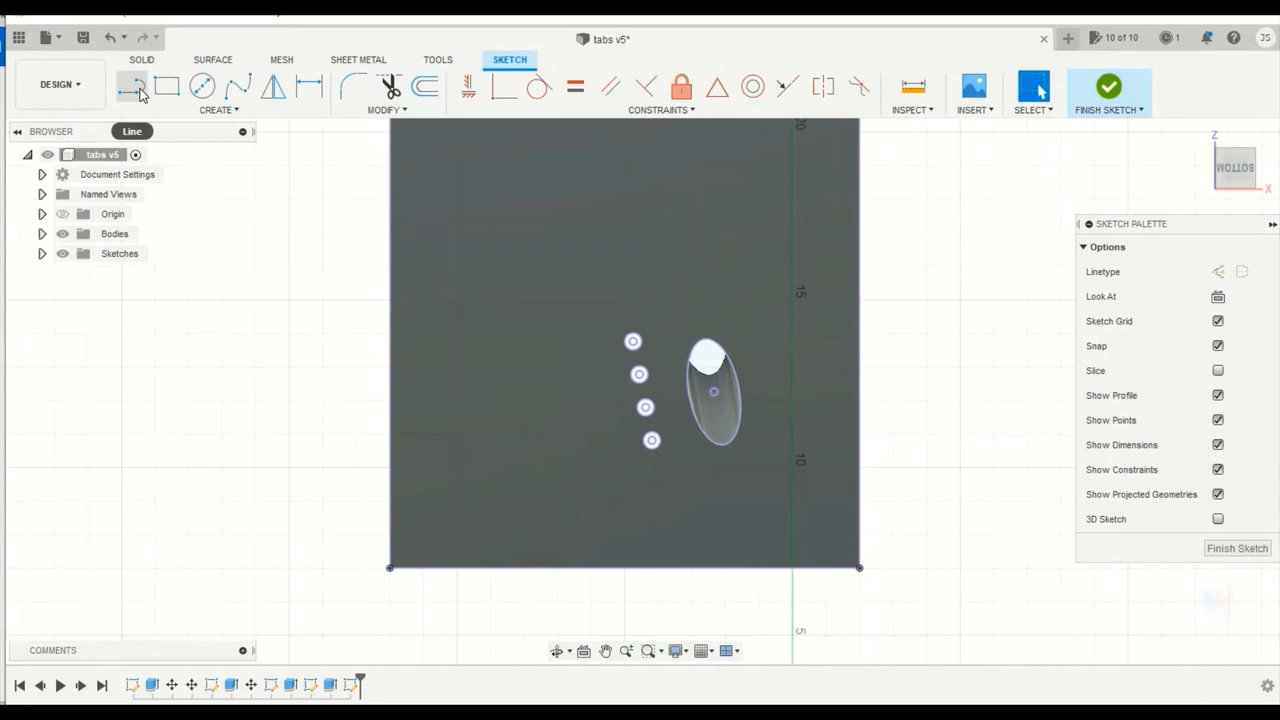 tabs v5*
10 of 10
1
JS
SOLID
SURFACE
MESH
SHEET METAL
TOOLS
SKETCH
DESIGN
CREATE
MODIFY
CONSTRAINTS
INSPECT
INSERT
SELECT
FINISH SKETCH
BROWSER
Line
tabs v5
Document Settings
Named Views
Origin
Bodies
Sketches
20
15
10
5
Z
BOTTOM
X
SKETCH PALETTE
Options
Linetype
Look At
Sketch Grid
Snap
Slice
Show Profile
Show Points
Show Dimensions
Show Constraints
Show Projected Geometries
3D Sketch
Finish Sketch
COMMENTS